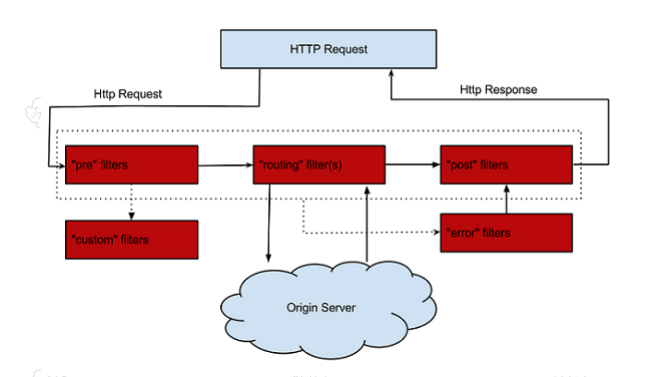 HTTP Request
Http Request
Http Response
"pre" filters
"routing" filter(s)
"post" filters
"custom" filters
"error" filters
Origin Server